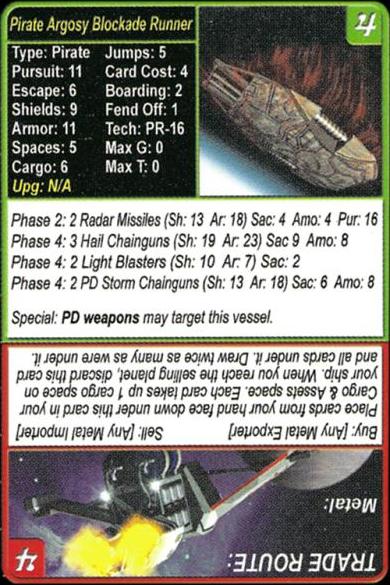 Pirate Argosy Blockade Runner
4
Type: Pirate Jumps: 5
Pursuit: 11 Card Cost: 4
Escape: 6 Boarding: 2
Shields: 9 Fend Off: 1
Armor: 11 Tech: PR-16
Spaces: 5 Max G: 0
Cargo: 6 Max T: 0
Upg: N/A
Phase 2: 2 Radar Missiles (Sh: 13 Ar: 18) Sac: 4 Amo: 4 Pur: 16
Phase 4: 3 Hail Chainguns (Sh: 19 Ar: 23) Sac 9 Amo: 8
Phase 4: 2 Light Blasters (Sh: 10 Ar: 7) Sac: 2
Phase 4: 2 PD Storm Chainguns (Sh: 13 Ar: 18) Sac: 6 Amo: 8
Special: PD weapons may target this vessel.
TRADE ROUTE:
4
Metal:
Buy: [Any Metal Exporter] Sell: [Any Metal Importer]
Places cards from your hand face down under this card in your
Cargo & Assets space. Each card takes up 1 cargo space on
your ship. When you reach the selling planet, discard this card
and all cards under it. Draw twice as many as were under it.